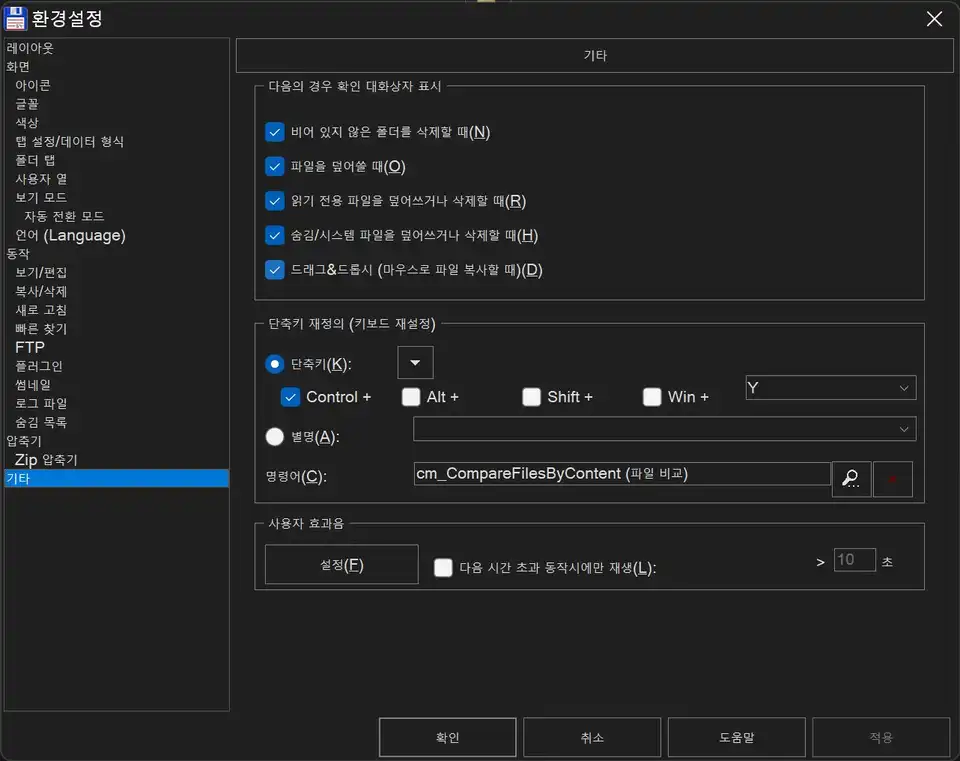 환경설정
레이아웃
화면
아이콘
글꼴
색상
탭 설정/데이터 형식
폴더 탭
사용자 열
보기 모드
자동 전환 모드
언어 (Language)
동작
보기/편집
복사/삭제
새로 고침
빠른 찾기
FTP
플러그인
썸네일
로그 파일
숨김 목록
압축기
Zip 압축기
기타
기타
다음의 경우 확인 대화상자 표시
비어 있지 않은 폴더를 삭제할 때(N)
파일을 덮어쓸 때(O)
읽기 전용 파일을 덮어쓰거나 삭제할 때(R)
숨김/시스템 파일을 덮어쓰거나 삭제할 때(H)
드래그&드롭시 (마우스로 파일 복사할 때)(D)
단축키 재정의 (키보드 재설정)
단축키(K):
Control + Alt + Shift + Win + Y
별명(A):
명령어(C): cm_CompareFilesByContent (파일 비교)
사용자 효과음
설정(F) 다음 시간 초과 동작시에만 재생(L): > 10 초
확인 취소 도움말 적용